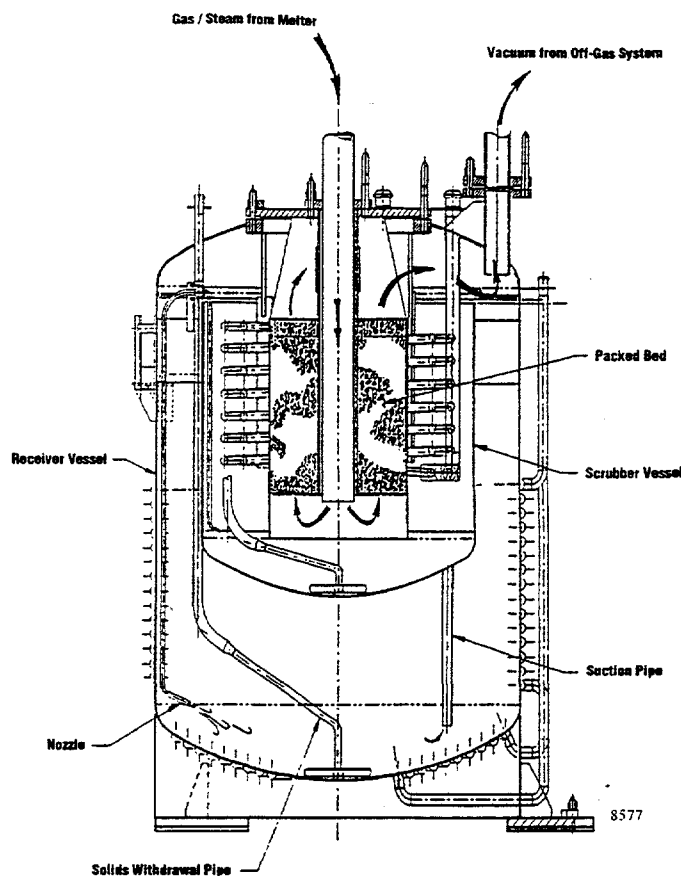 Gas / Steam from Melter
Vacuum from Off-Gas System
Packed Bed
Receiver Vessel
Scrubber Vessel
Suction Pipe
Nozzle
8577
Solids Withdrawal Pipe